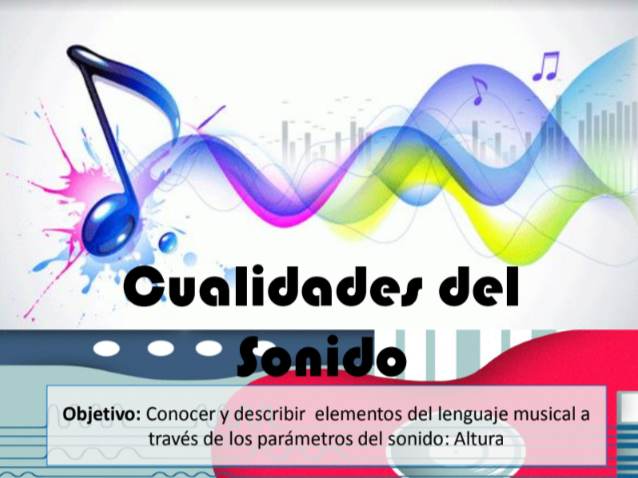 Cualidades del
Sonido
Objetivo: Conocer y describir elementos del lenguaje musical a
través de los parámetros del sonido: Altura